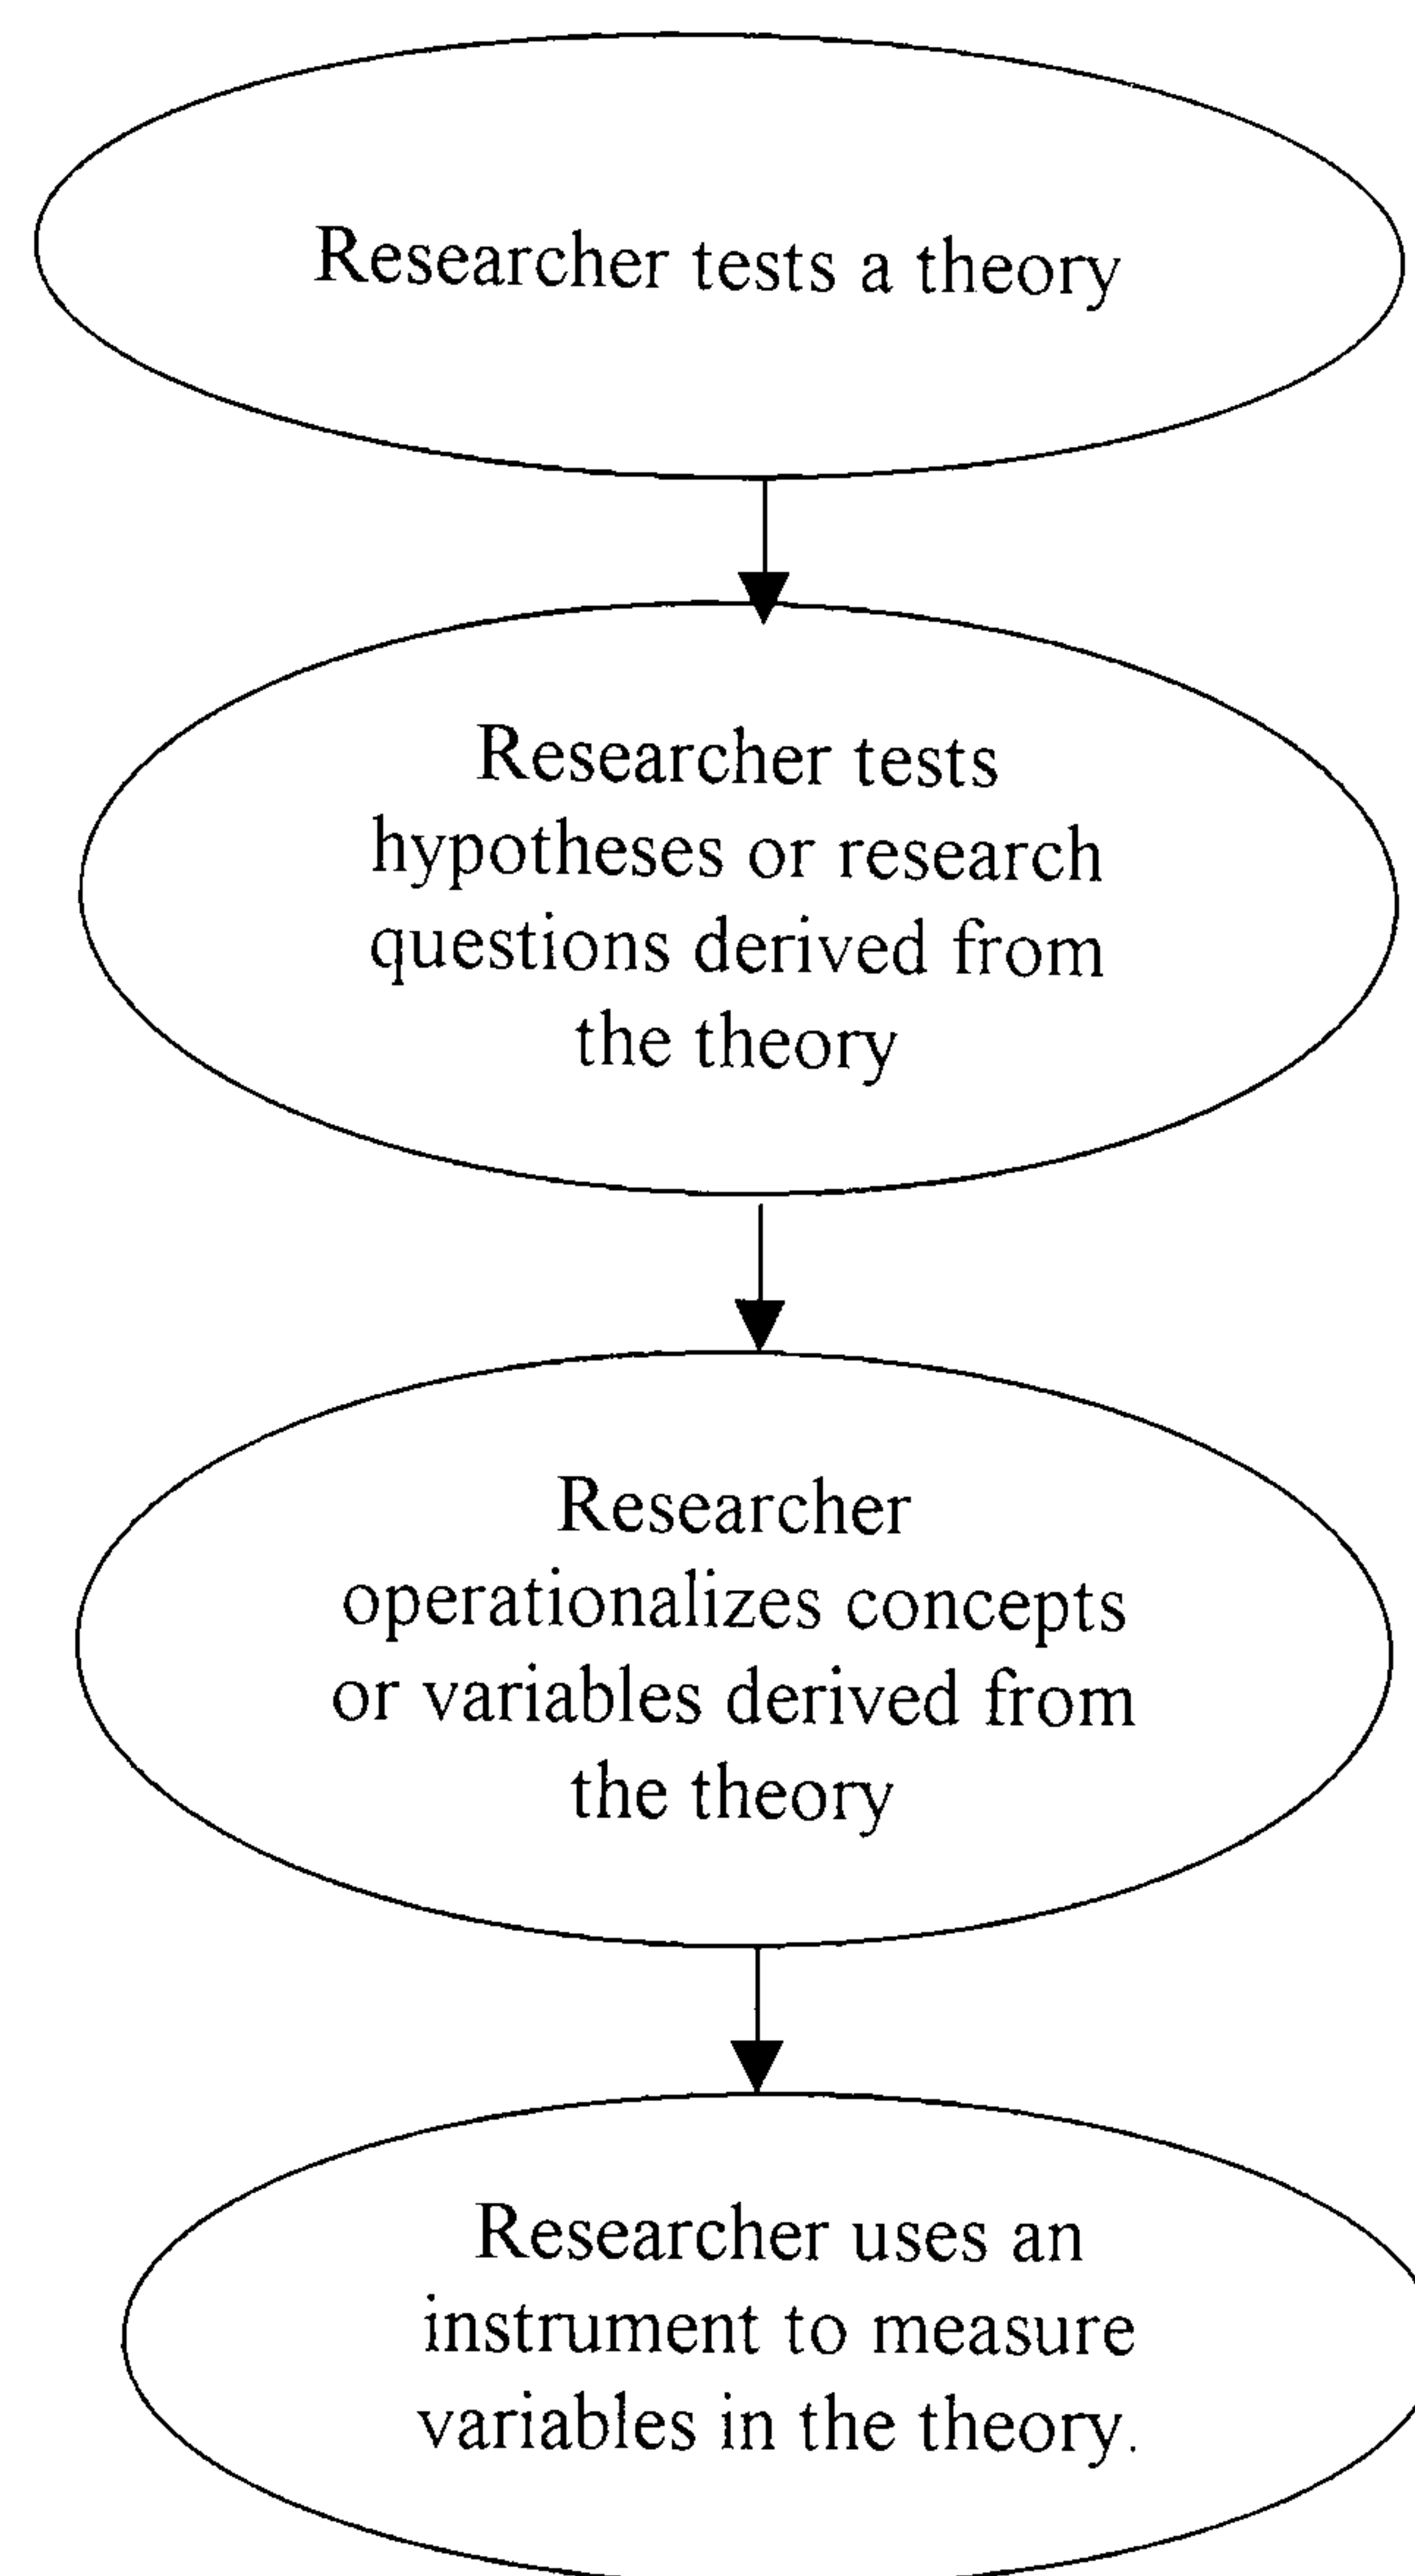 Researcher tests a theory
Researcher tests
hypotheses or research
questions derived from
the theory
Researcher
operationalizes concepts
or variables derived from
the theory
Researcher uses an
instrument to measure
variables in the theory.